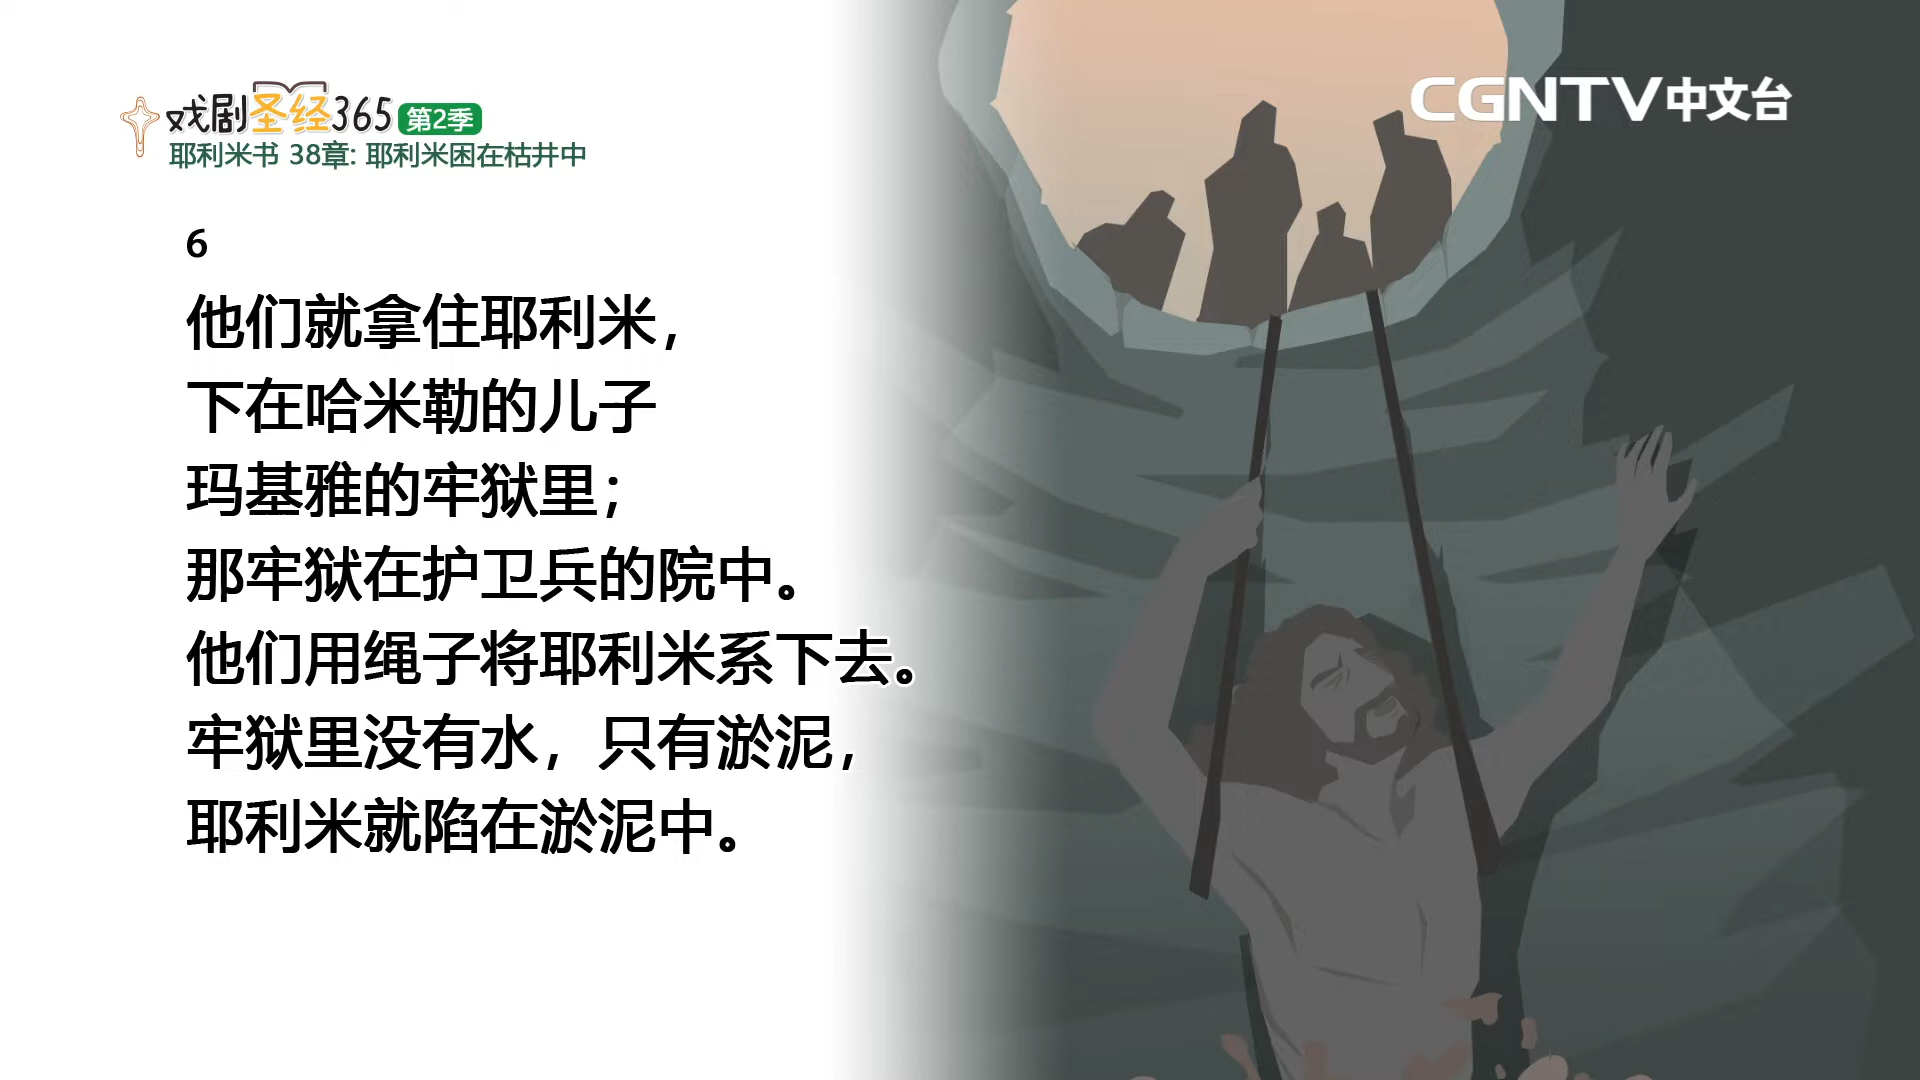 戏剧圣经365 第2季
耶利米书 38章: 耶利米困在枯井中
CGNTV中文台
6
他们就拿住耶利米，
下在哈米勒的儿子
玛基雅的牢狱里；
那牢狱在护卫兵的院中。
他们用绳子将耶利米系下去。
牢狱里没有水，只有淤泥，
耶利米就陷在淤泥中。